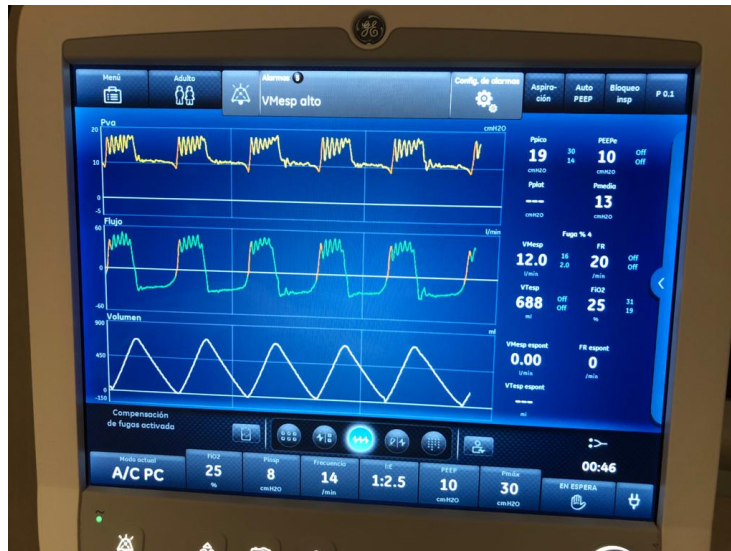 GE
Menú
Adulto
Alarmas
VMesp alto
Config. de alarmas
Aspira-
ción
Auto
PEEP
Bloqueo
insp
P 0.1
Pva
cmH2O
20
10
0
-5
Flujo
l/min
60
0
-60
Volumen
ml
900
450
0
-150
Ppico
19
30
14
cmH2O
PEEPe
10
Off
Off
cmH2O
Pplat
---
cmH2O
Pmedia
13
cmH2O
Fuga % 4
VMesp
12.0
16
2,0
l/min
FR
20
Off
Off
/min
VTesp
688
Off
Off
ml
FiO2
25
31
19
%
VMesp espont
0.00
l/min
FR espont
0
/min
VTesp espont
---
ml
Compensación
de fugas activada
00:46
Modo actual
A/C PC
FiO2
25
%
Pinsp
8
cmH2O
Frecuencia
14
/min
I:E
1:2.5
PEEP
10
cmH2O
Pmáx
30
cmH2O
EN ESPERA